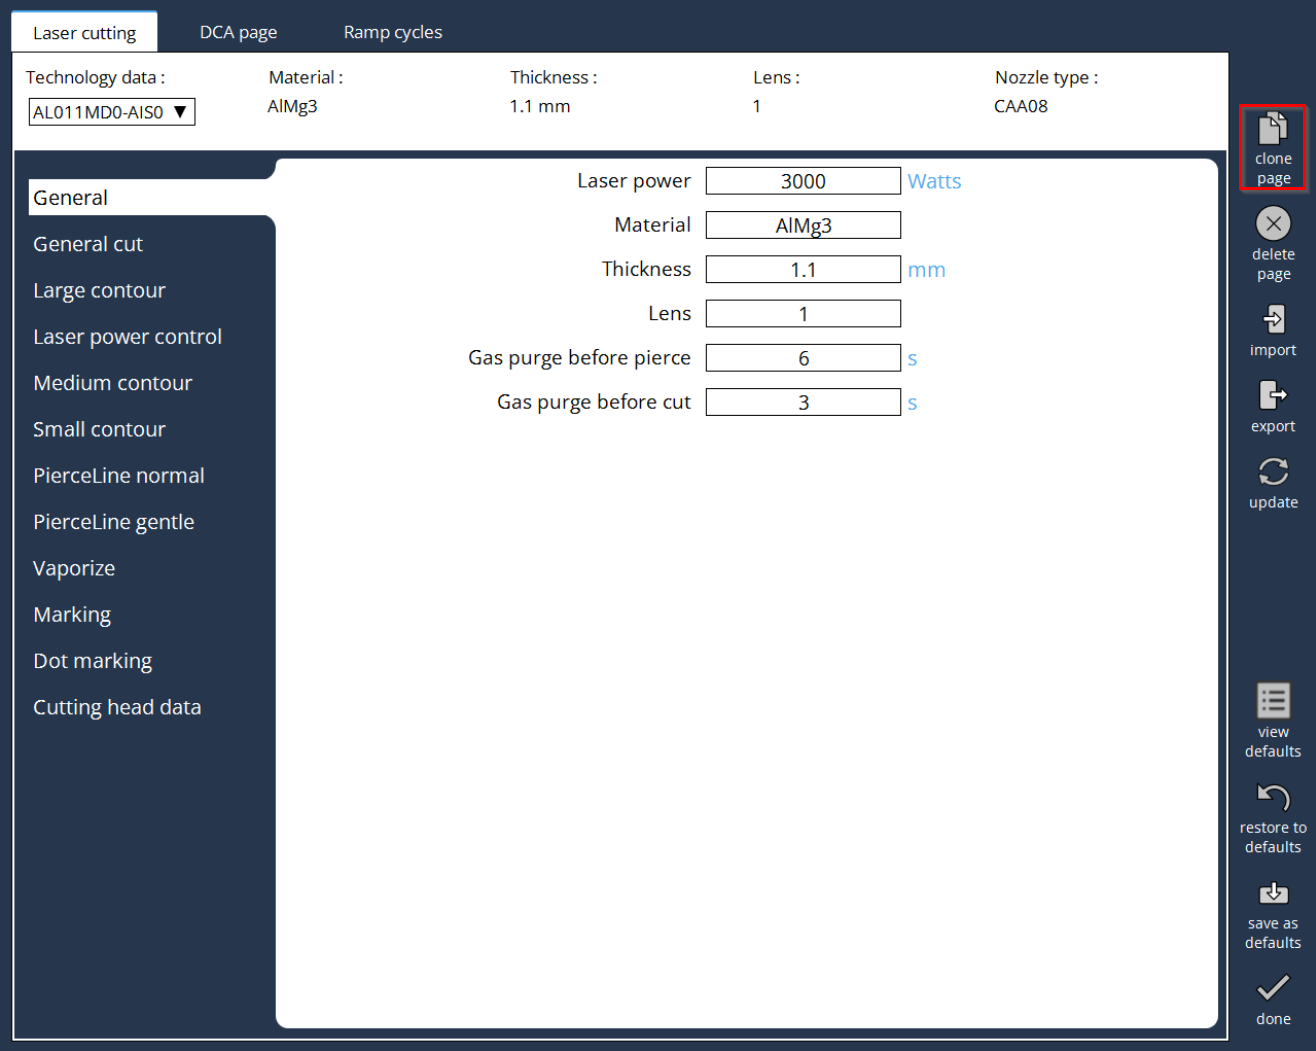 Laser cutting
DCA page
Ramp cycles
Technology data :
Material :
Thickness :
Lens :
Nozzle type :
AL011MD0-AIS0 ▼
AlMg3
1.1 mm
1
CAA08
General
General cut
Large contour
Laser power control
Medium contour
Small contour
PierceLine normal
PierceLine gentle
Vaporize
Marking
Dot marking
Cutting head data
Laser power 3000 Watts
Material AlMg3
Thickness 1.1 mm
Lens 1
Gas purge before pierce 6 s
Gas purge before cut 3 s
clone
page
delete
page
import
export
update
view
defaults
restore to
defaults
save as
defaults
done